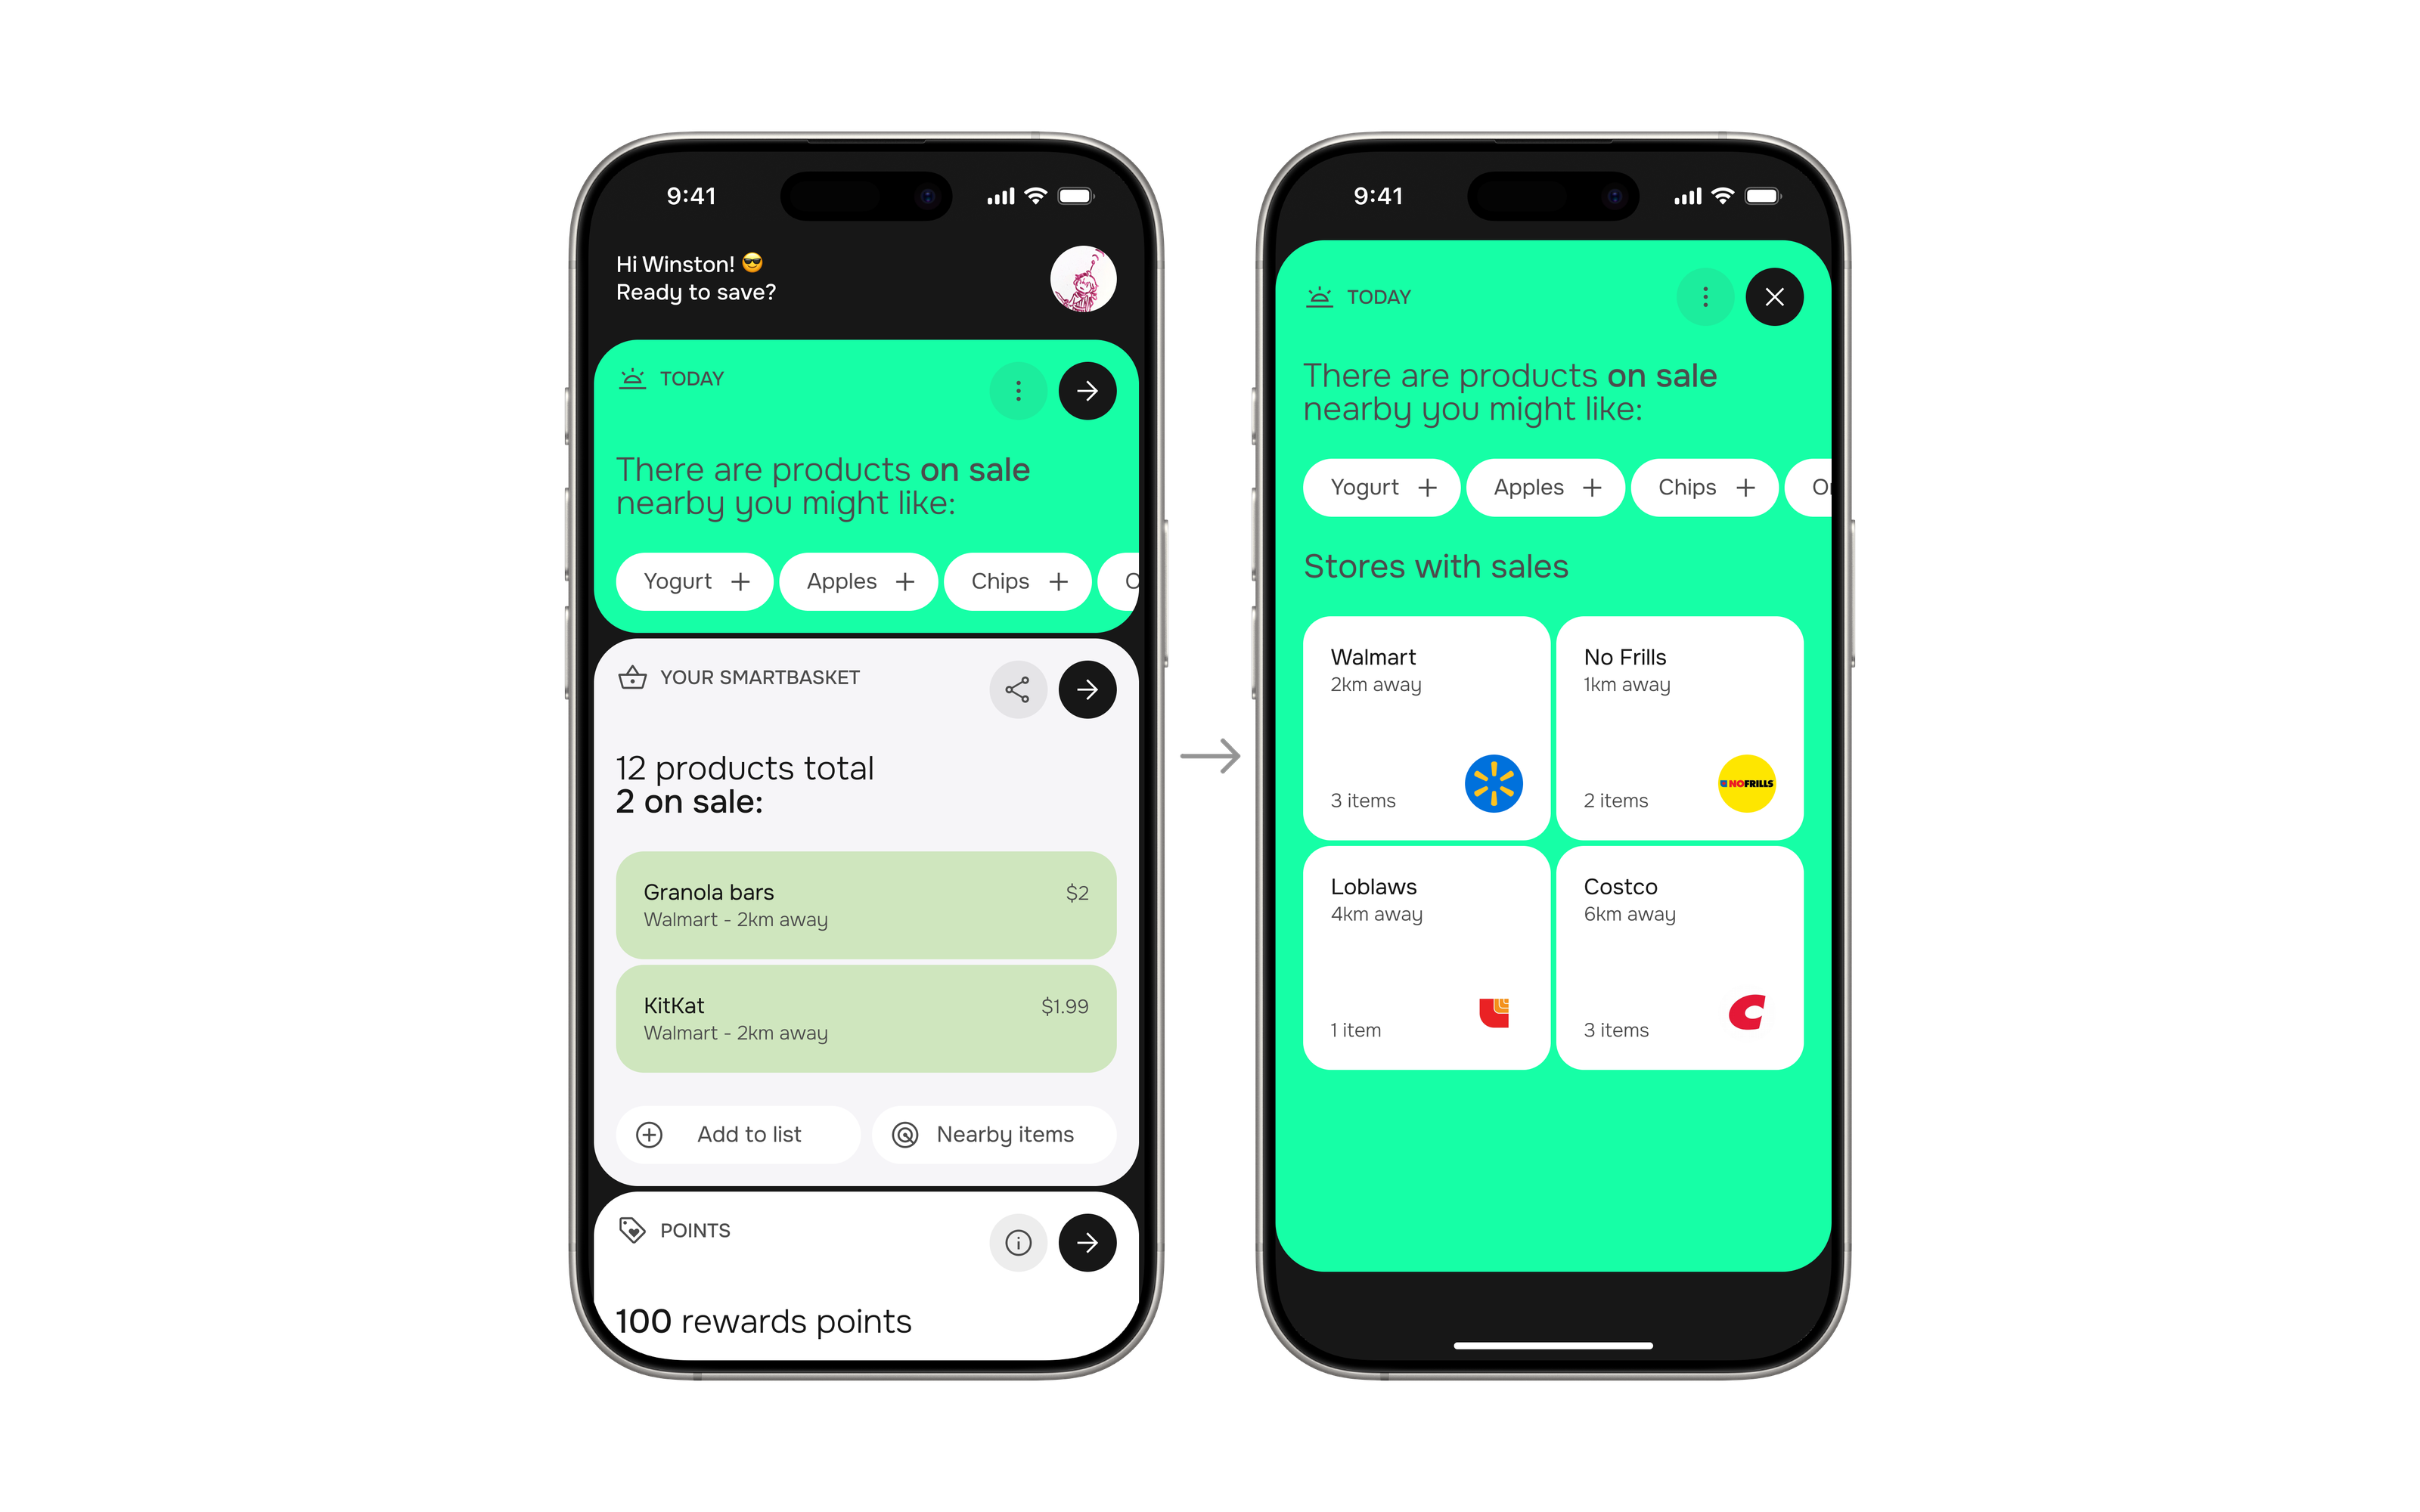 9:41
Hi Winston! 😎
Ready to save?
TODAY
There are products on sale
nearby you might like:
Yogurt
Apples
Chips
YOUR SMARTBASKET
12 products total
2 on sale:
Granola bars
$2
Walmart - 2km away
KitKat
$1.99
Walmart - 2km away
Add to list
Nearby items
POINTS
100 rewards points
9:41
TODAY
There are products on sale
nearby you might like:
Yogurt
Apples
Chips
Stores with sales
Walmart
2km away
3 items
No Frills
1km away
2 items
NOFRILLS
Loblaws
4km away
1 item
Costco
6km away
3 items